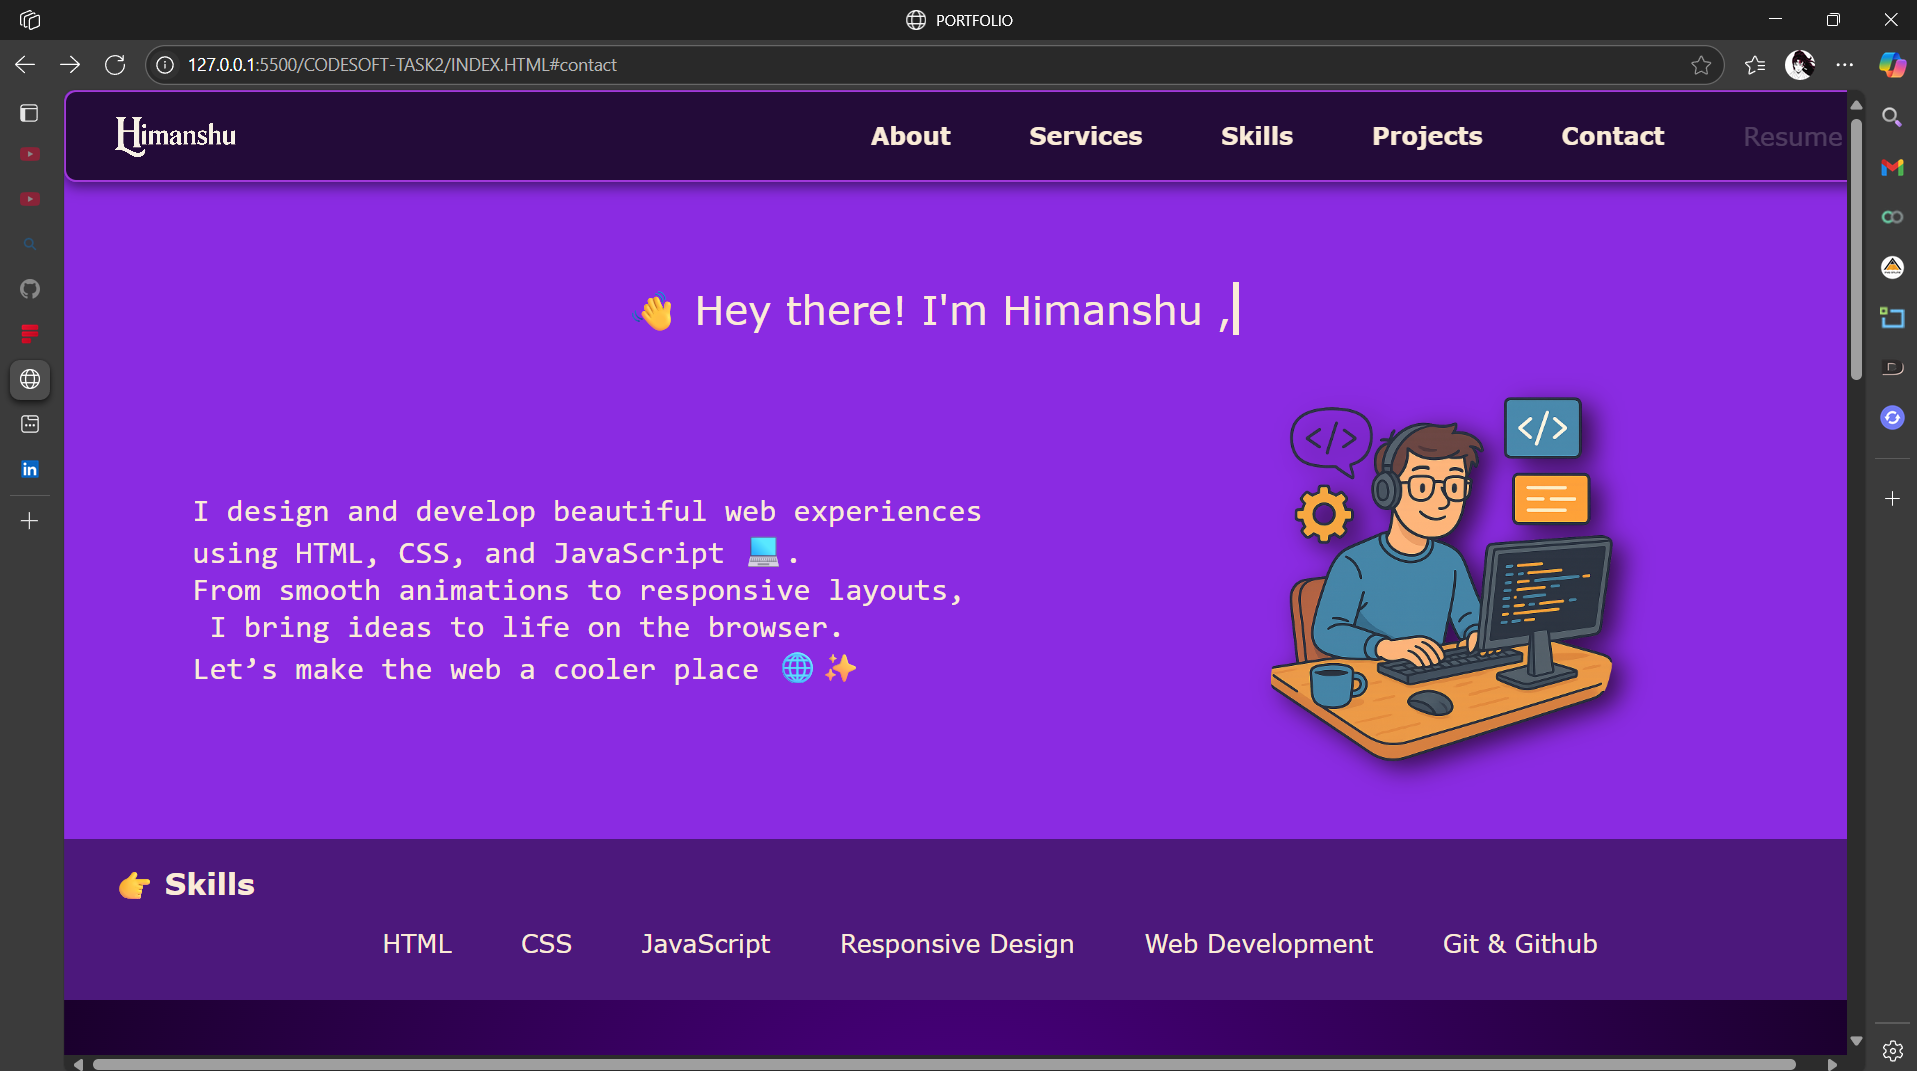 PORTFOLIO
127.0.0.1:5500/CODESOFT-TASK2/INDEX.HTML#contact
Himanshu
About Services Skills Projects Contact Resume
👋 Hey there! I'm Himanshu ,
</>
</>
I design and develop beautiful web experiences
using HTML, CSS, and JavaScript 💻.
From smooth animations to responsive layouts,
I bring ideas to life on the browser.
Let’s make the web a cooler place 🌐✨
👉 Skills
HTML CSS JavaScript Responsive Design Web Development Git & Github